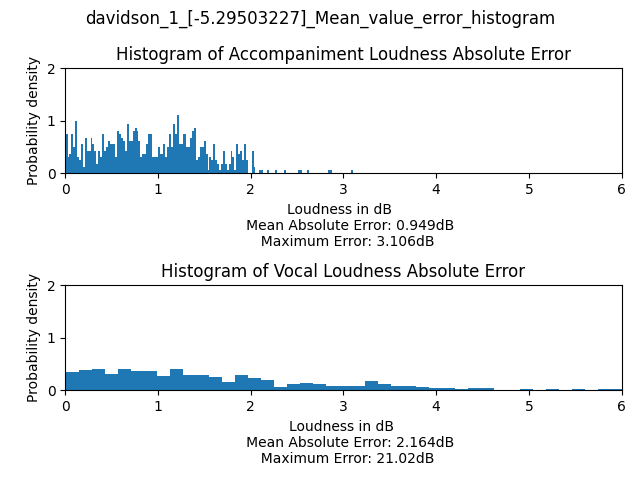 davidson_1_[-5.29503227]_Mean_value_error_histogram
Histogram of Accompaniment Loudness Absolute Error
Probability density
2
1
0
0 1 2 3 4 5 6
Loudness in dB
Mean Absolute Error: 0.949dB
Maximum Error: 3.106dB
Histogram of Vocal Loudness Absolute Error
Probability density
2
1
0
0 1 2 3 4 5 6
Loudness in dB
Mean Absolute Error: 2.164dB
Maximum Error: 21.02dB